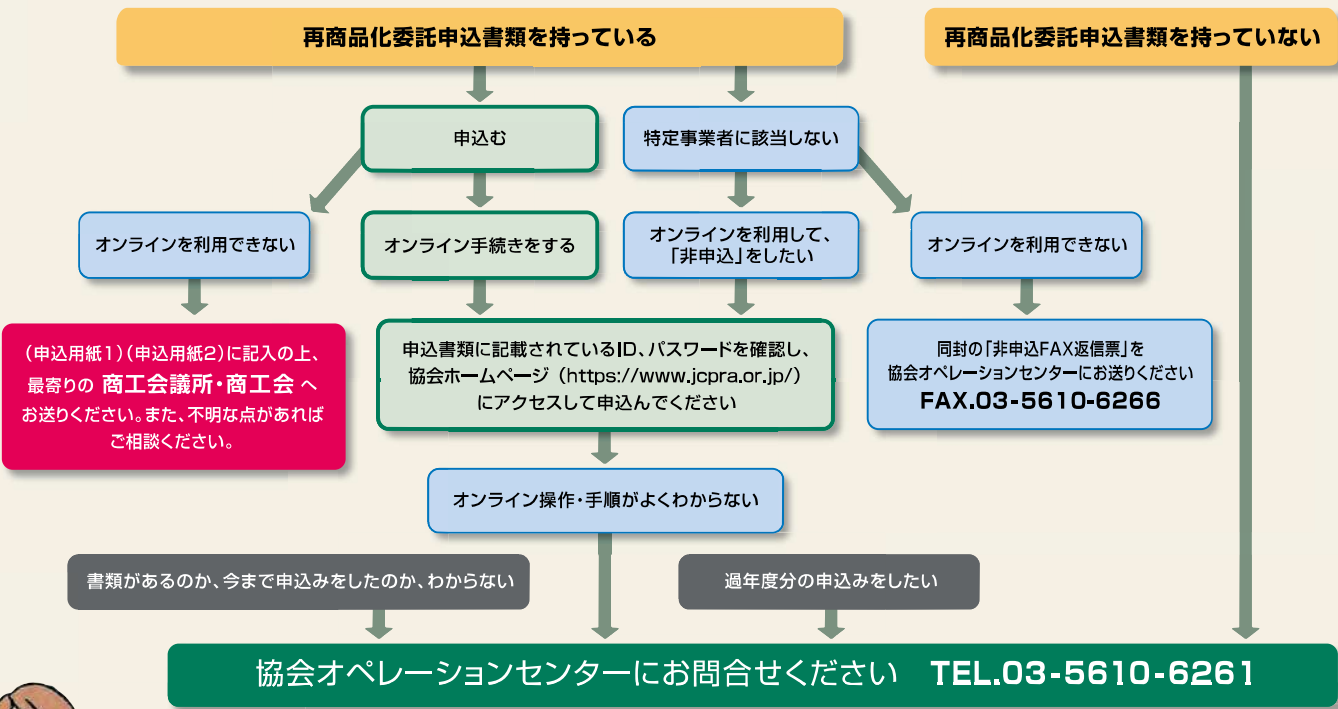 再商品化委託申込書類を持っている
再商品化委託申込書類を持っていない
申込む
特定事業者に該当しない
オンラインを利用できない
オンライン手続きをする
オンラインを利用して、
「非申込」をしたい
オンラインを利用できない
(申込用紙1)(申込用紙2)に記入の上、
最寄りの 商工会議所・商工会 へ
お送りください。また、不明な点があれば
ご相談ください。
申込書類に記載されているID、パスワードを確認し、
協会ホームページ(https://www.jcpra.or.jp/)
にアクセスして申込んでください
同封の「非申込FAX返信票」を
協会オペレーションセンターにお送りください
FAX.03-5610-6266
オンライン操作・手順がよくわからない
書類があるのか、今まで申込みをしたのか、わからない
過年度分の申込みをしたい
協会オペレーションセンターにお問合せください TEL.03-5610-6261